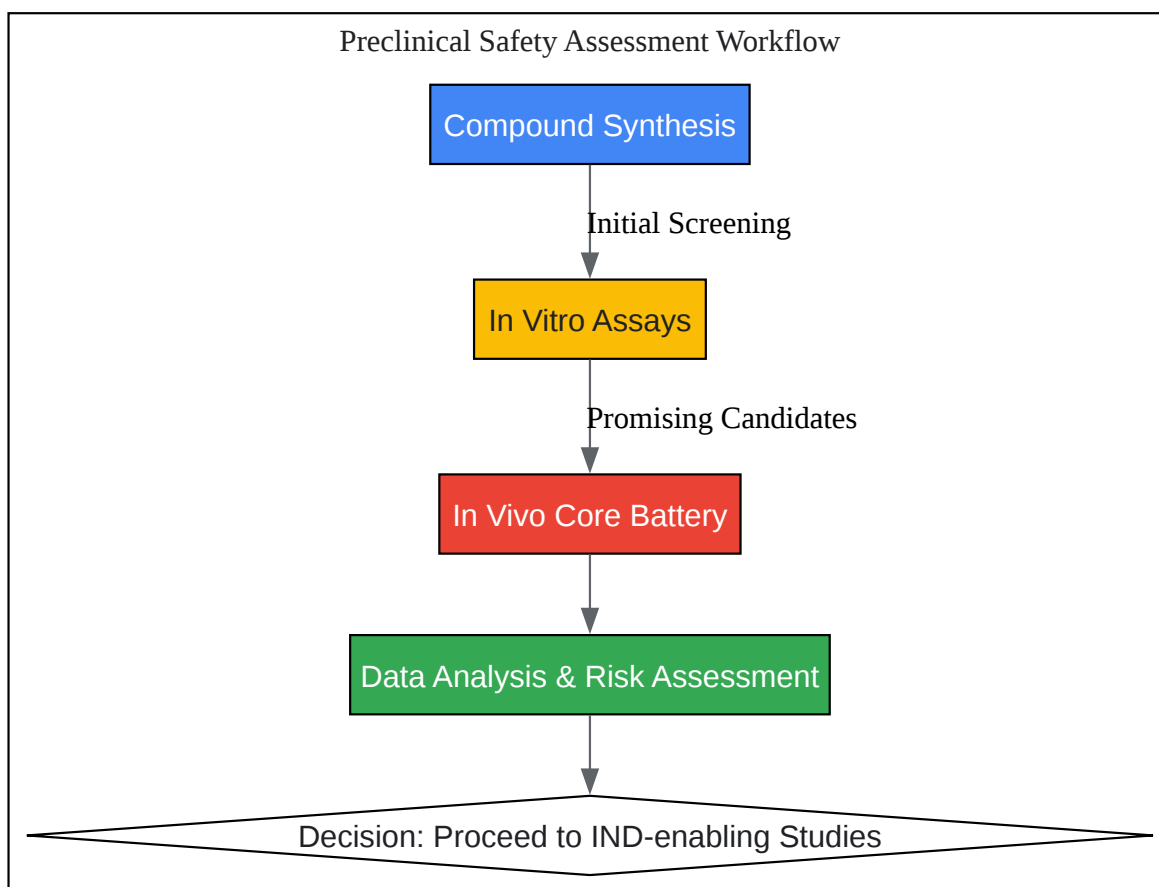 Preclinical Safety Assessment Workflow
Compound Synthesis
Initial Screening
In Vitro Assays
Promising Candidates
In Vivo Core Battery
Data Analysis & Risk Assessment
Decision: Proceed to IND-enabling Studies